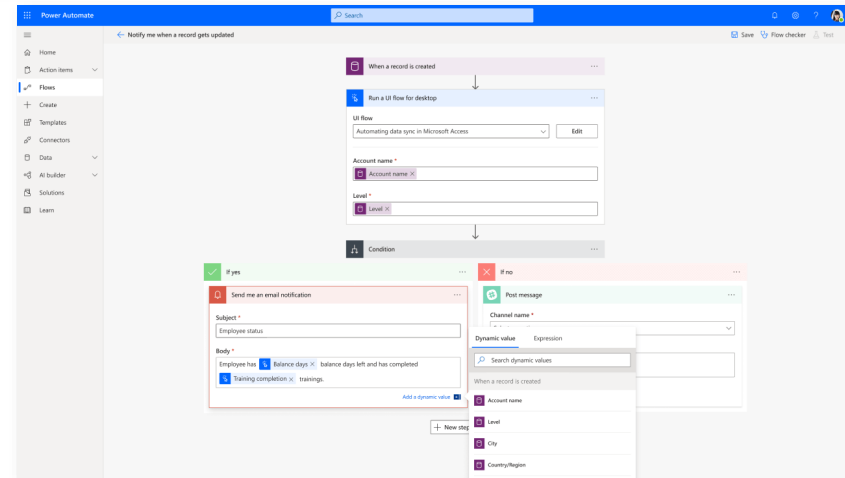 Power Automate
Search
?
Notify me when a record gets updated
Save Flow checker Test
Home
Action items
Flows
Create
Templates
Connectors
Data
AI builder
Solutions
Learn
When a record is created
Run a UI flow for desktop
UI flow
Automating data sync in Microsoft Access
Edit
Account name *
Account name ×
Level *
Level ×
Condition
If yes
Send me an email notification
Subject *
Employee status
Body *
Employee has Balance days × balance days left and has completed
Training completion × trainings.
Add a dynamic value
If no
Post message
Channel name *
New step
Dynamic value Expression
Search dynamic values
When a record is created
Account name
Level
City
Country/Region